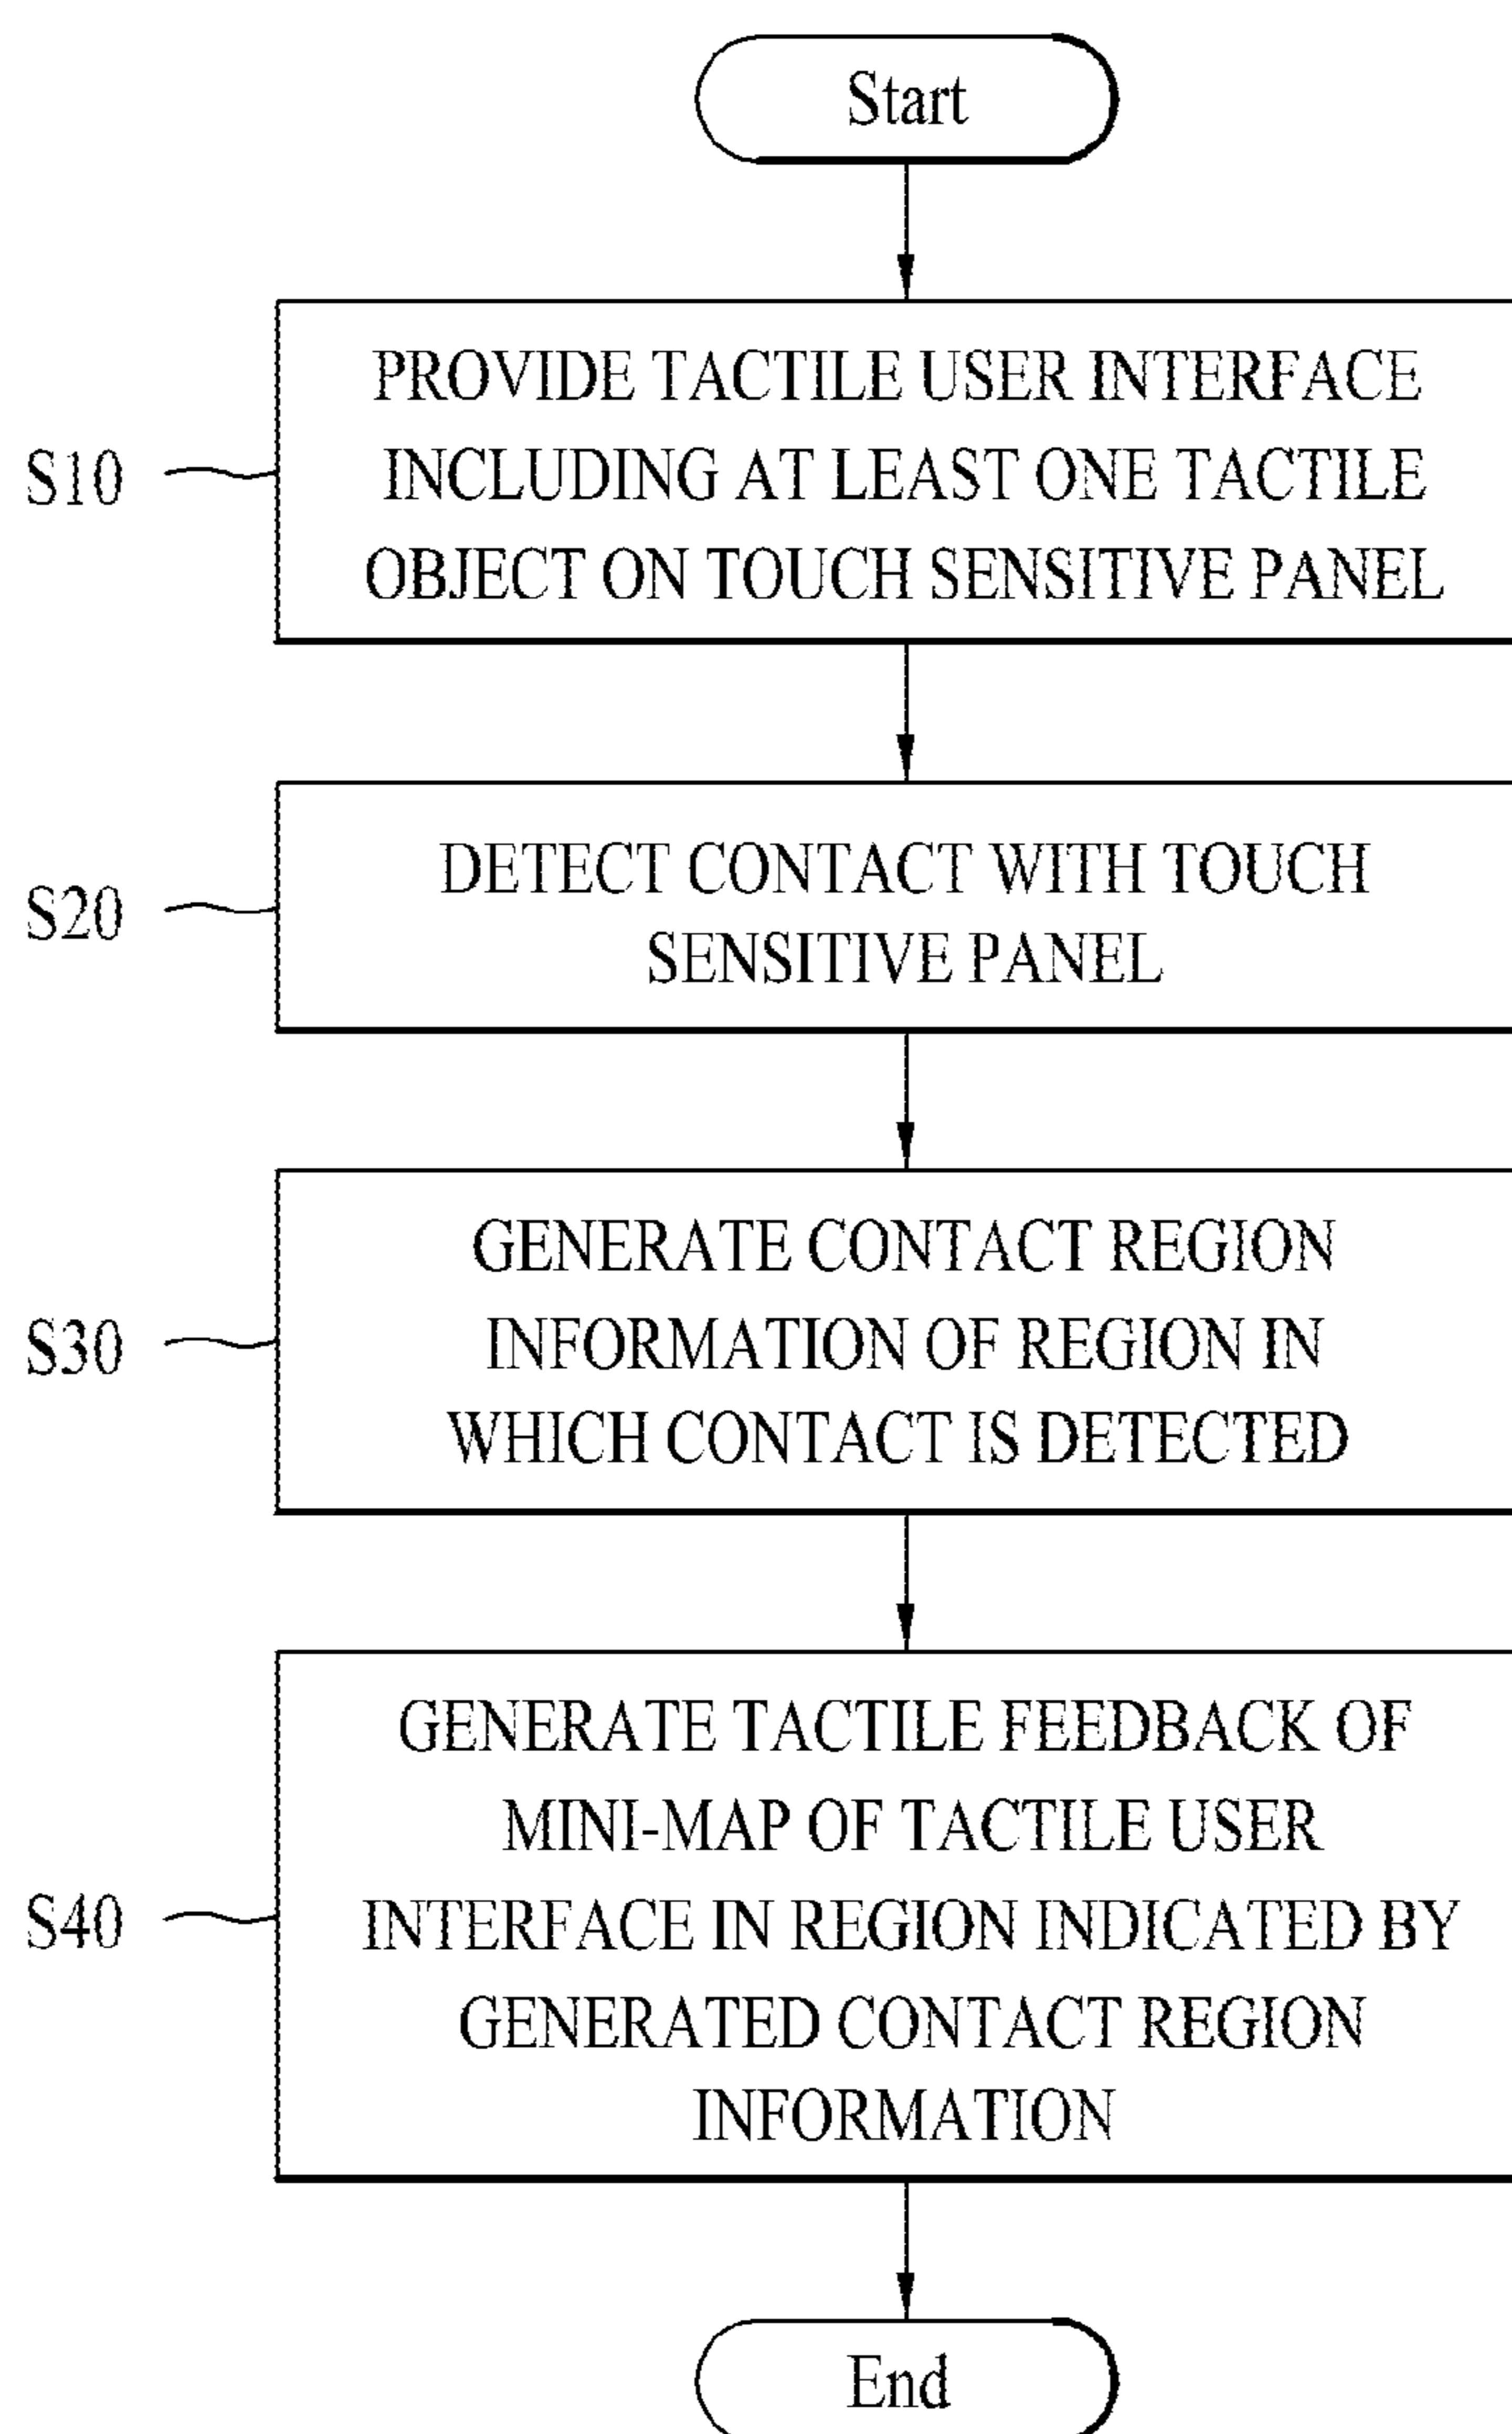 Start
PROVIDE TACTILE USER INTERFACE
INCLUDING AT LEAST ONE TACTILE
OBJECT ON TOUCH SENSITIVE PANEL
S10
DETECT CONTACT WITH TOUCH
SENSITIVE PANEL
S20
GENERATE CONTACT REGION
INFORMATION OF REGION IN
WHICH CONTACT IS DETECTED
S30
GENERATE TACTILE FEEDBACK OF
MINI-MAP OF TACTILE USER
INTERFACE IN REGION INDICATED BY
GENERATED CONTACT REGION
INFORMATION
S40
End